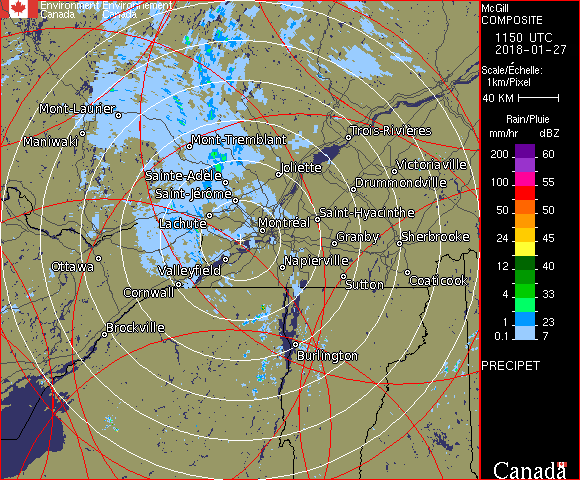 Environment Environnement
Canada Canada
McGill
COMPOSITE
1150 UTC
2018-01-27
Scale/Échelle:
1km/Pixel
40 KM
Rain/Pluie
mm/hr dBZ
200 60
100 55
50 50
24 45
12 40
4 33
1 23
0.1 7
PRECIPET
Canada
Mont-Laurier
Maniwaki
Mont-Tremblant
Trois-Rivières
Sainte-Adèle
Joliette
Victoriaville
Saint-Jérôme
Drummondville
Lachute
Montréal
Saint-Hyacinthe
Granby
Sherbrooke
Ottawa
Valleyfield
Napierville
Cornwall
Sutton
Coaticook
Brockville
Burlington